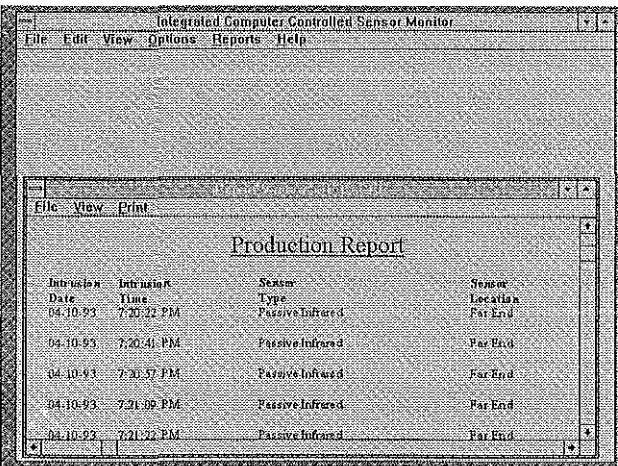 Integrated Computer Controlled Sensor Monitor
File Edit View Options Reports Help
File View Print
Production Report
Intrusion Intrusion Sensor Sensor
Date Time Type Location
04-10-93 7:20:22 PM Passive Infrared Far End
04-10-93 7:20:41 PM Passive Infrared Far End
04-10-93 7:20:57 PM Passive Infrared Far End
04-10-93 7:21:09 PM Passive Infrared Far End
04-10-93 7:21:22 PM Passive Infrared Far End